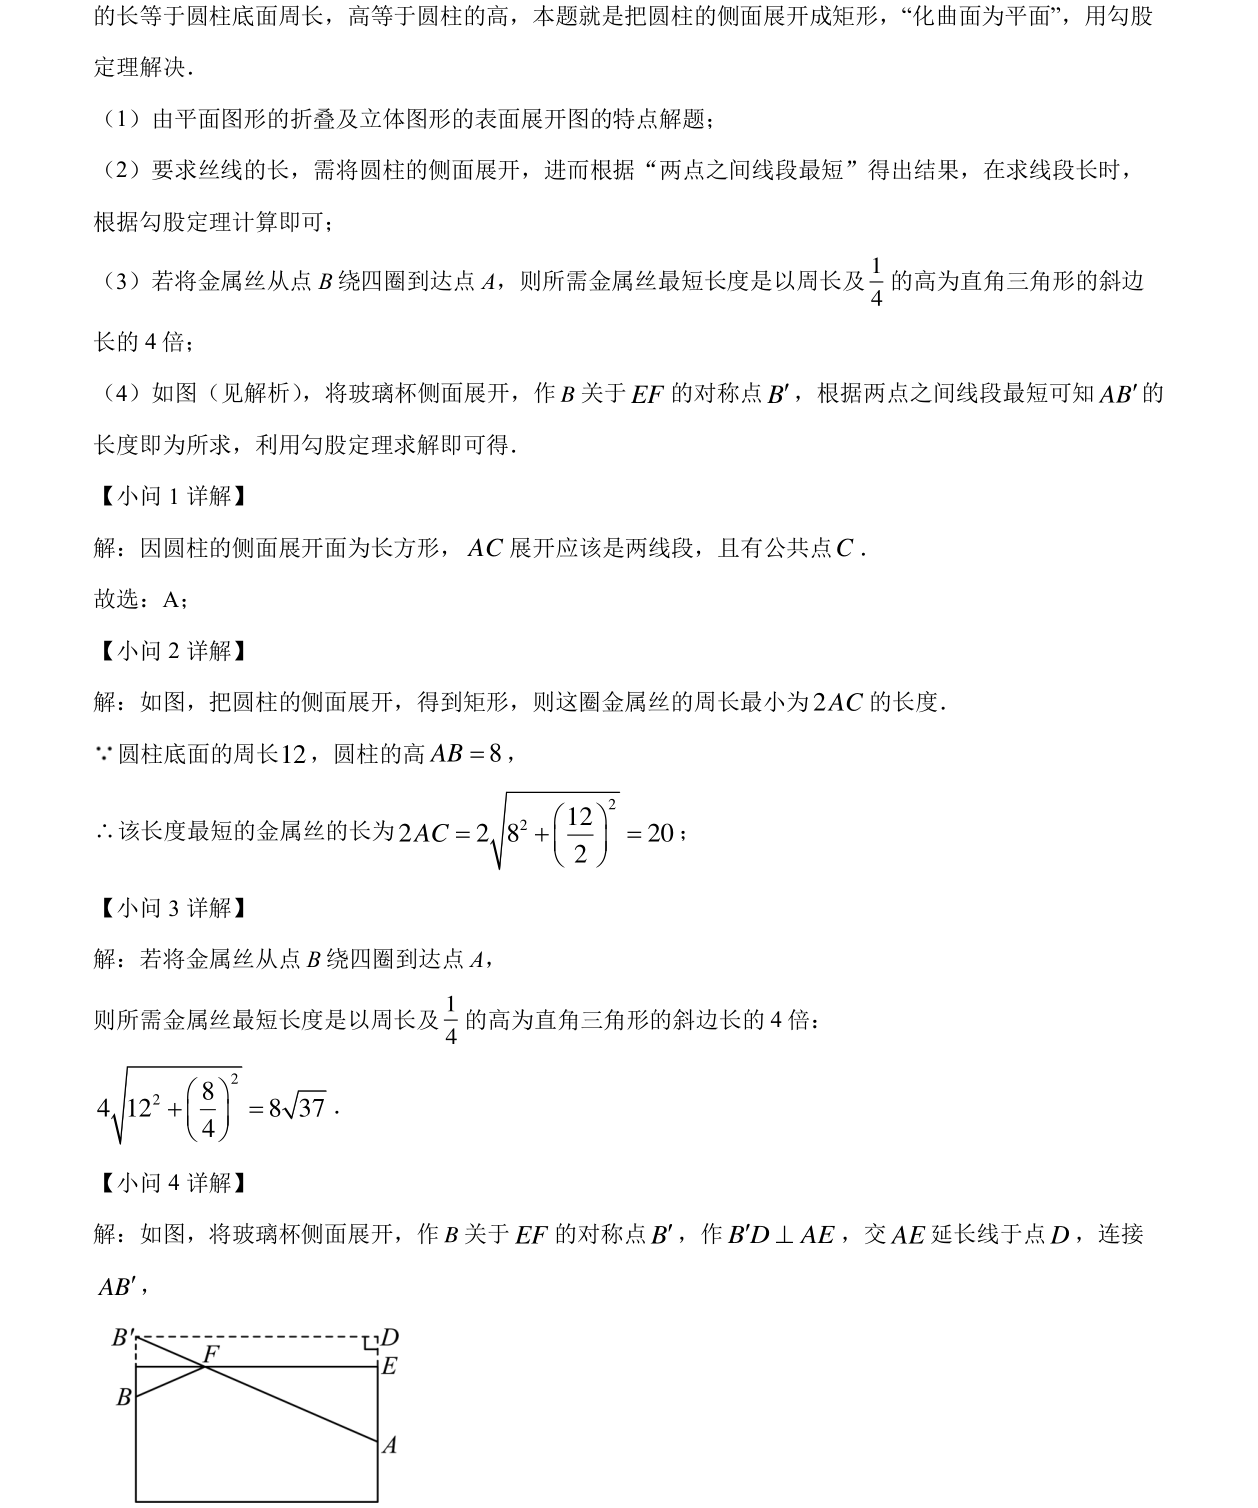 的长等于圆柱底面周长，高等于圆柱的高，本题就是把圆柱的侧面展开成矩形，“化曲面为平面”，用勾股
定理解决．
（1）由平面图形的折叠及立体图形的表面展开图的特点解题；
（2）要求丝线的长，需将圆柱的侧面展开，进而根据“两点之间线段最短”得出结果，在求线段长时，
根据勾股定理计算即可；
（3）若将金属丝从点 B 绕四圈到达点 A，则所需金属丝最短长度是以周长及 1/4 的高为直角三角形的斜边
长的 4 倍；
（4）如图（见解析），将玻璃杯侧面展开，作 B 关于 EF 的对称点 B′，根据两点之间线段最短可知 AB′ 的
长度即为所求，利用勾股定理求解即可得．
【小问 1 详解】
解：因圆柱的侧面展开面为长方形， AC 展开应该是两线段，且有公共点 C ．
故选：A；
【小问 2 详解】
解：如图，把圆柱的侧面展开，得到矩形，则这圈金属丝的周长最小为 2AC 的长度．
∵圆柱底面的周长12，圆柱的高 AB = 8，
∴该长度最短的金属丝的长为 2AC = 2√(8² + (12/2)²) = 20；
【小问 3 详解】
解：若将金属丝从点 B 绕四圈到达点 A，
则所需金属丝最短长度是以周长及 1/4 的高为直角三角形的斜边长的 4 倍：
4√(12² + (8/4)²) = 8√37 ．
【小问 4 详解】
解：如图，将玻璃杯侧面展开，作 B 关于 EF 的对称点 B′，作 B′D ⊥ AE，交 AE 延长线于点 D，连接
AB′，
B′ D
F E
B
A